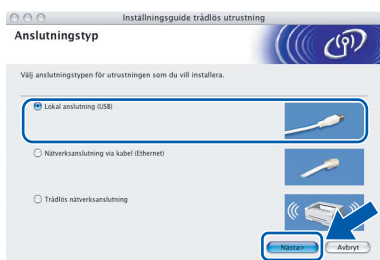 Installningsguide trådlös utrustning
Anslutningstyp
Välj anslutningstypen för utrustningen som du vill installera.
Lokal anslutning (USB)
Nätverksanslutning via kabel (Ethernet)
Trådlös nätverksanslutning
Nästa>
Avbryt